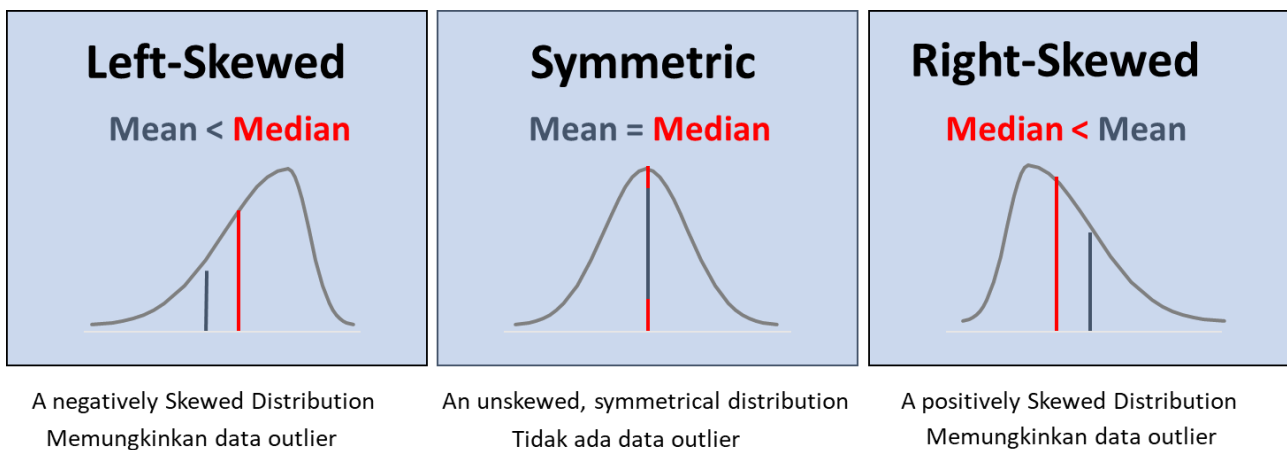 Left-Skewed
Mean < Median
A negatively Skewed Distribution
Memungkinkan data outlier
Symmetric
Mean = Median
An unskewed, symmetrical distribution
Tidak ada data outlier
Right-Skewed
Median < Mean
A positively Skewed Distribution
Memungkinkan data outlier